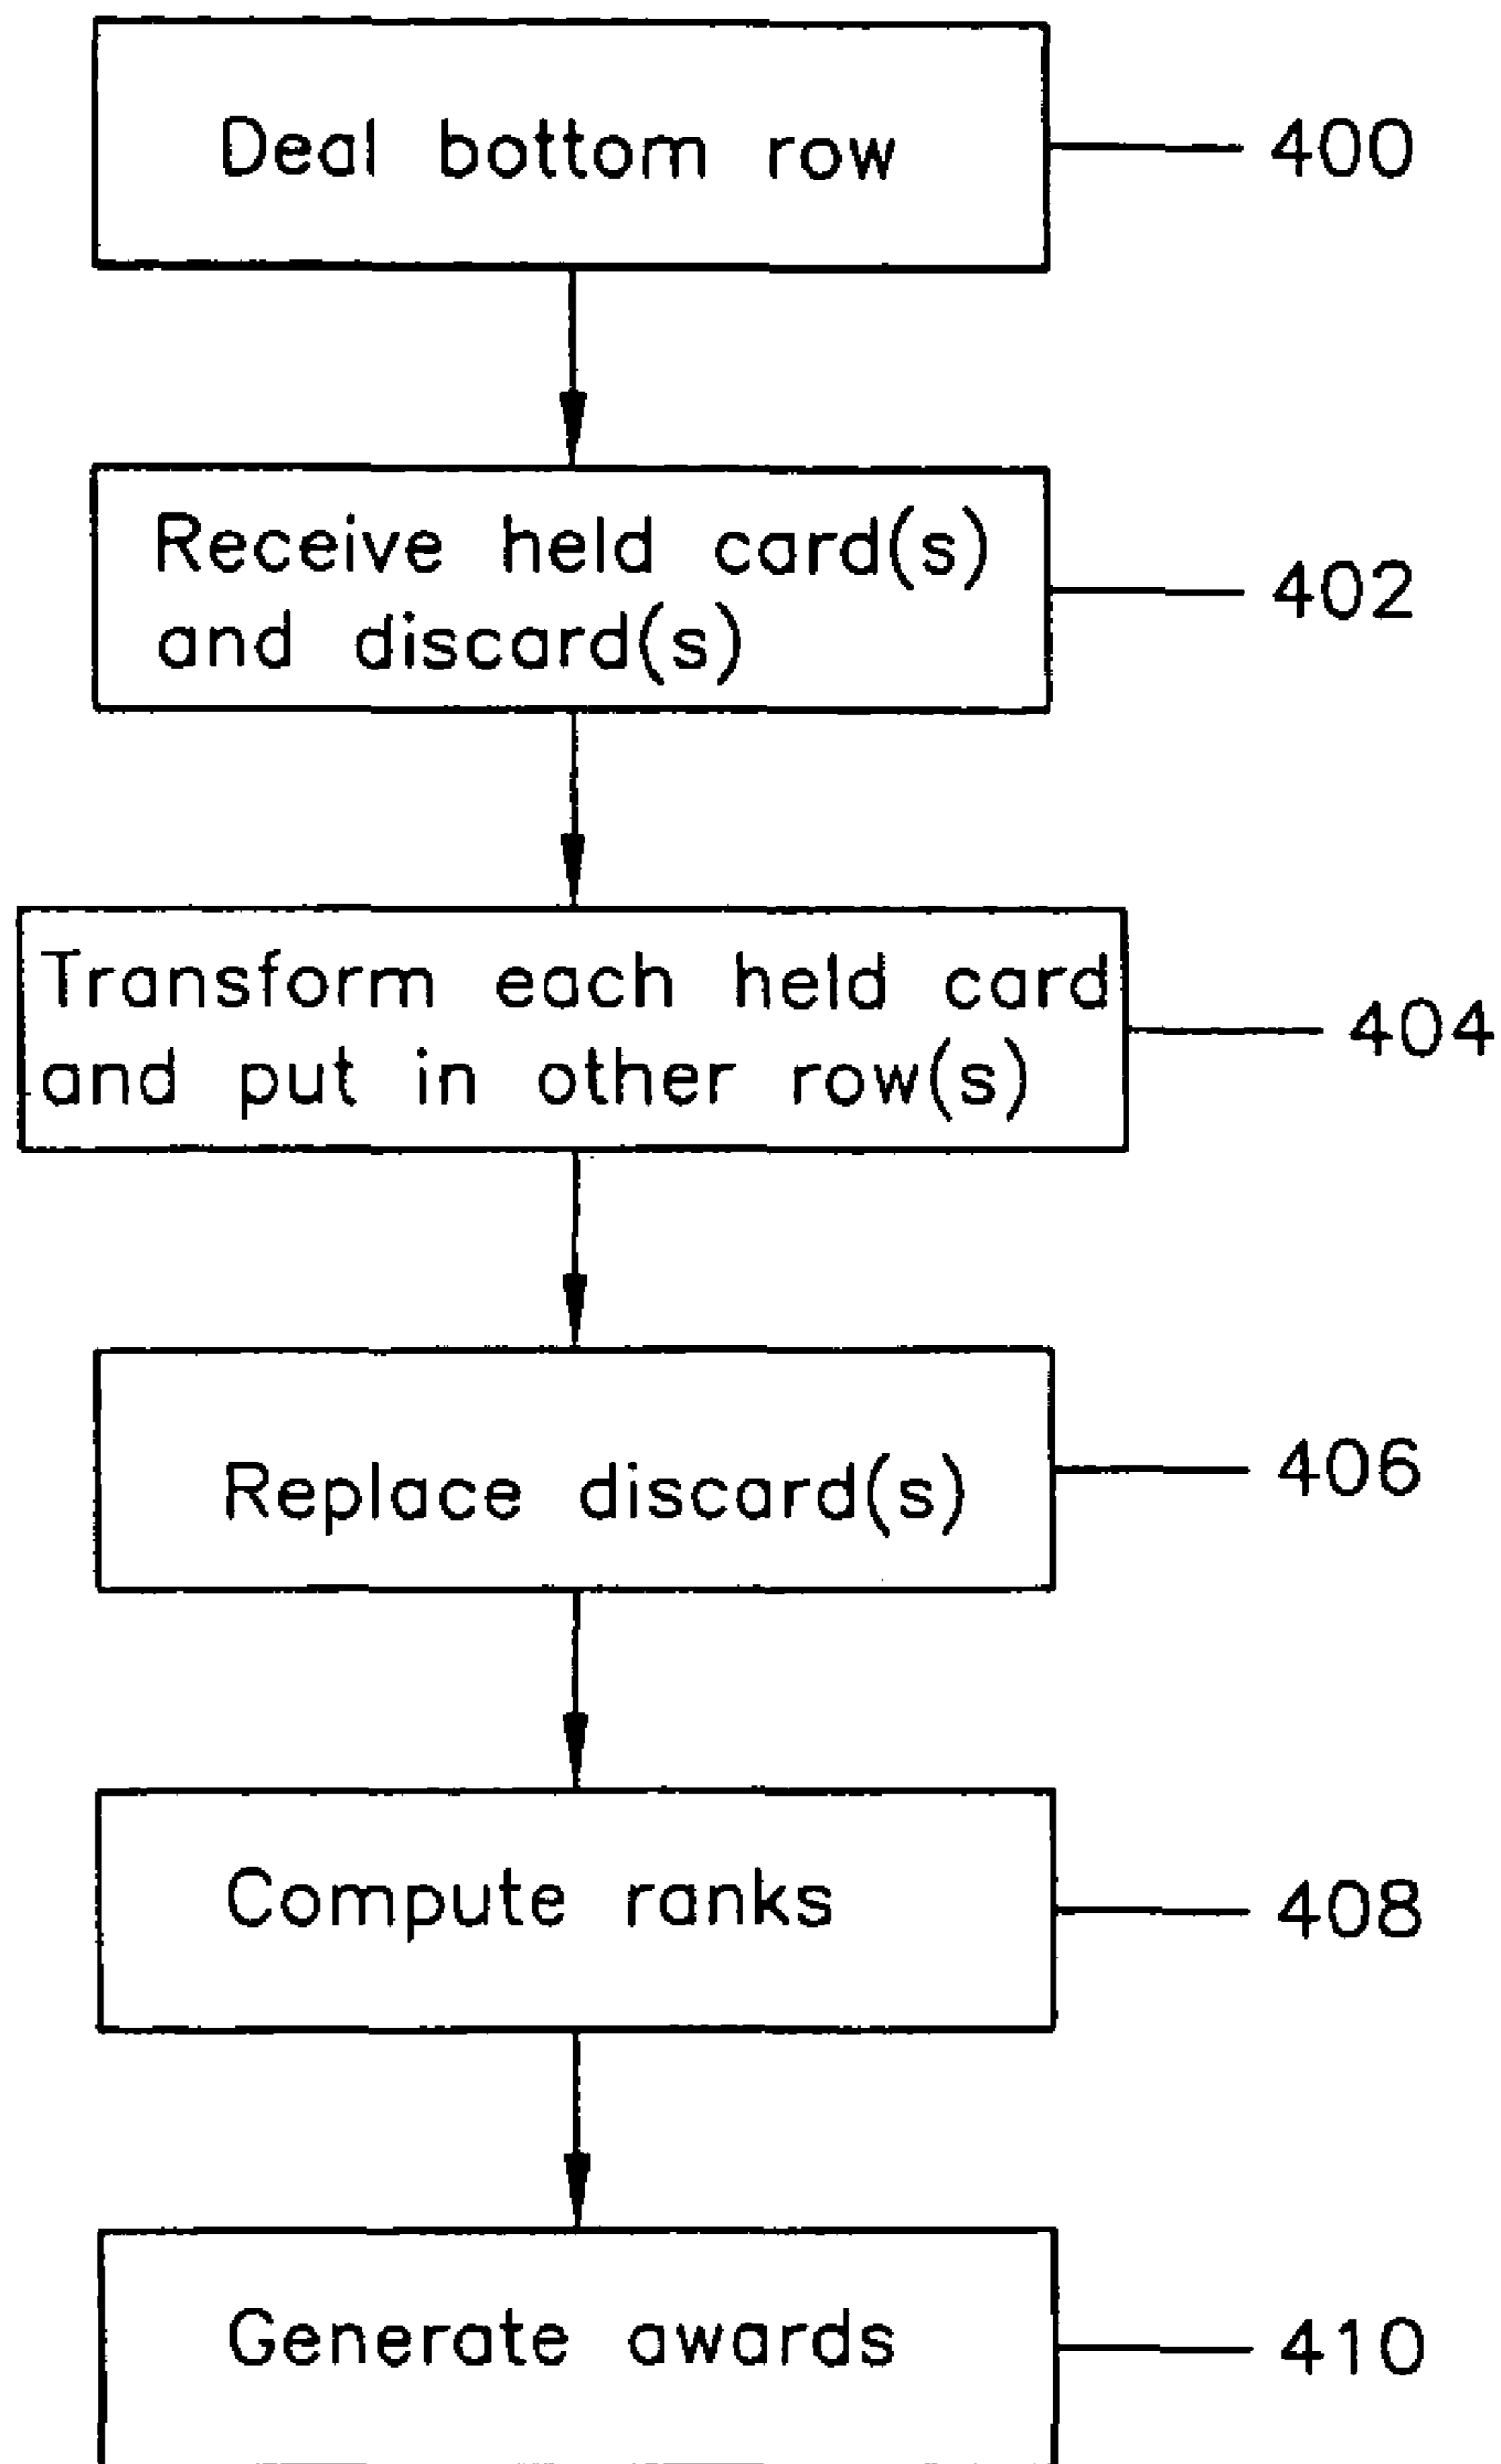 Deal bottom row
400
Receive held card(s)
and discard(s)
402
Transform each held card
and put in other row(s)
404
Replace discard(s)
406
Compute ranks
408
Generate awards
410